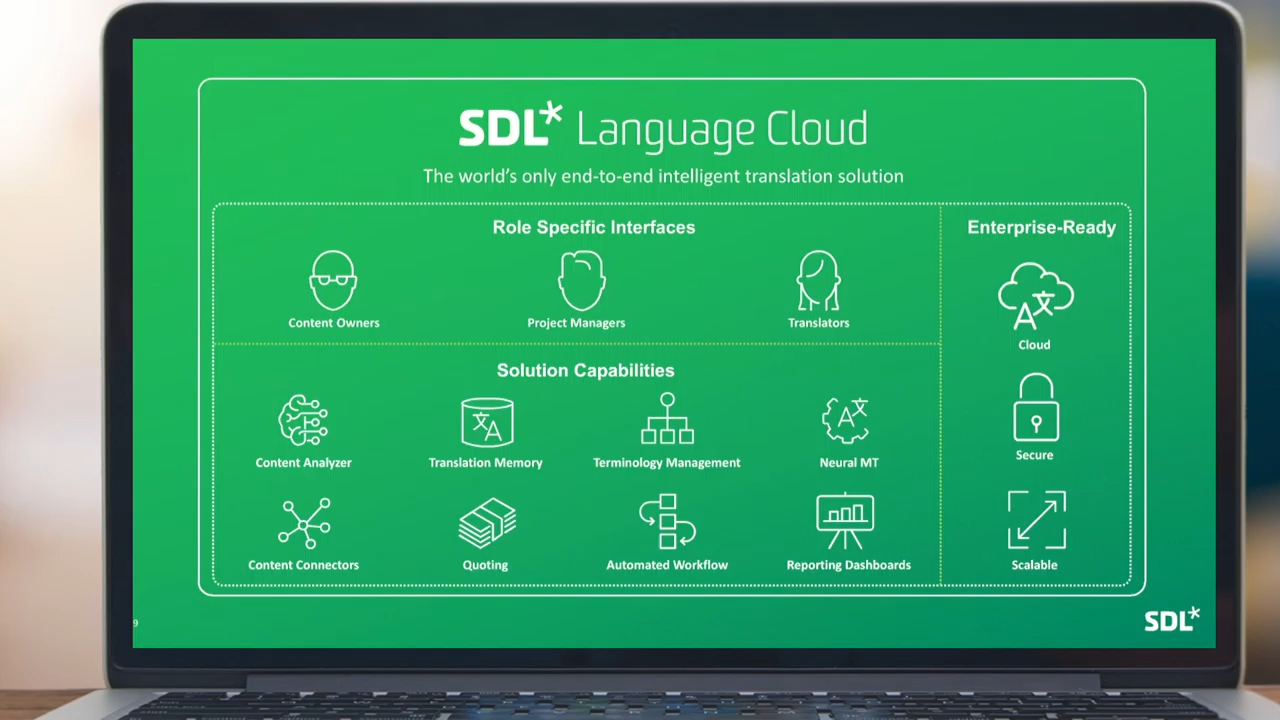 SDL* Language Cloud
The world's only end-to-end intelligent translation solution
Role Specific Interfaces
Content Owners
Project Managers
Translators
Solution Capabilities
Content Analyzer
Translation Memory
Terminology Management
Neural MT
Content Connectors
Quoting
Automated Workflow
Reporting Dashboards
Enterprise-Ready
Cloud
Secure
Scalable
9
SDL*